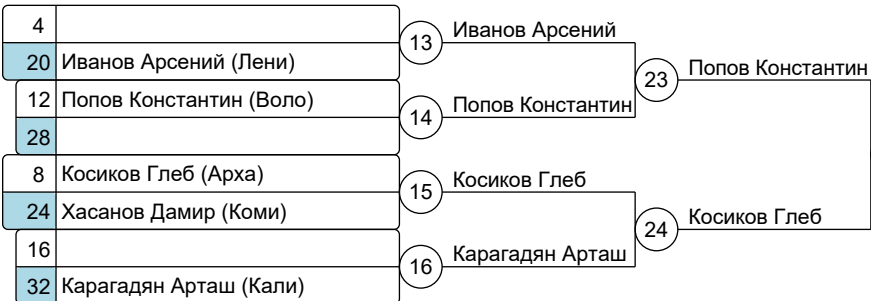 4
20 Иванов Арсений (Лени)
12 Попов Константин (Воло)
28
8 Косиков Глеб (Арха)
24 Хасанов Дамир (Коми)
16
32 Карагадян Арташ (Кали)
13 Иванов Арсений
14 Попов Константин
15 Косиков Глеб
16 Карагадян Арташ
23 Попов Константин
24 Косиков Глеб